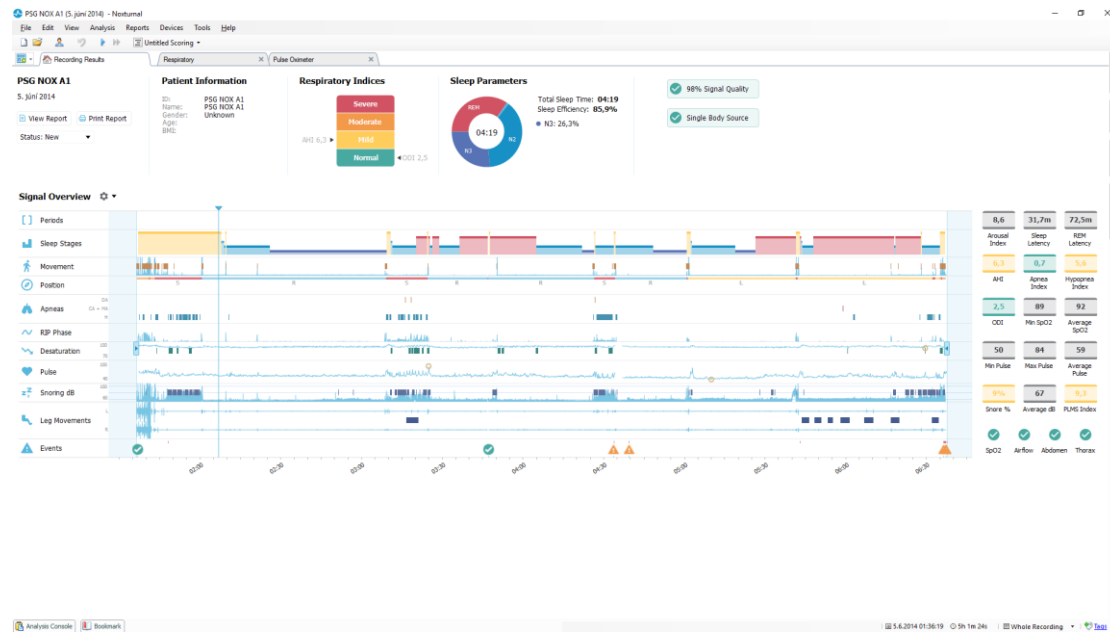 PSG NOX A1 (5. júní 2014) - Noxturnal
File Edit View Analysis Reports Devices Tools Help
Untitled Scoring
Recording Results Respiratory Pulse Oximeter
PSG NOX A1
5. júní 2014
View Report Print Report
Status: New
Patient Information
ID: PSG NOX A1
Name: PSG NOX A1
Gender: Unknown
Age:
BMI:
Respiratory Indices
Severe
Moderate
AHI 6,3 Mild
Normal ODI 2,5
Sleep Parameters
REM
04:19
N2
N3
Total Sleep Time: 04:19
Sleep Efficiency: 85,9%
N3: 26,3%
98% Signal Quality
Single Body Source
Signal Overview
Periods
Sleep Stages
Movement
Position
S R S R S R L L
Apneas
A
RIP Phase
Desaturation
100
70
Pulse
100
40
Snoring dB
100
40
Leg Movements
L
R
Events
02:00 02:30 03:00 03:30 04:00 04:30 05:00 05:30 06:00 06:30
8,6 31,7m 72,5m
Arousal Index Sleep Latency REM Latency
6,3 0,7 5,6
AHI Apnea Index Hypopnea Index
2,5 89 92
ODI Min SpO2 Average SpO2
50 84 59
Min Pulse Max Pulse Average Pulse
9% 67 9,3
Snore % Average dB PLMS Index
SpO2 Airflow Abdomen Thorax
Analysis Console Bookmark
5.6.2014 01:36:19 5h 1m 24s Whole Recording Tags